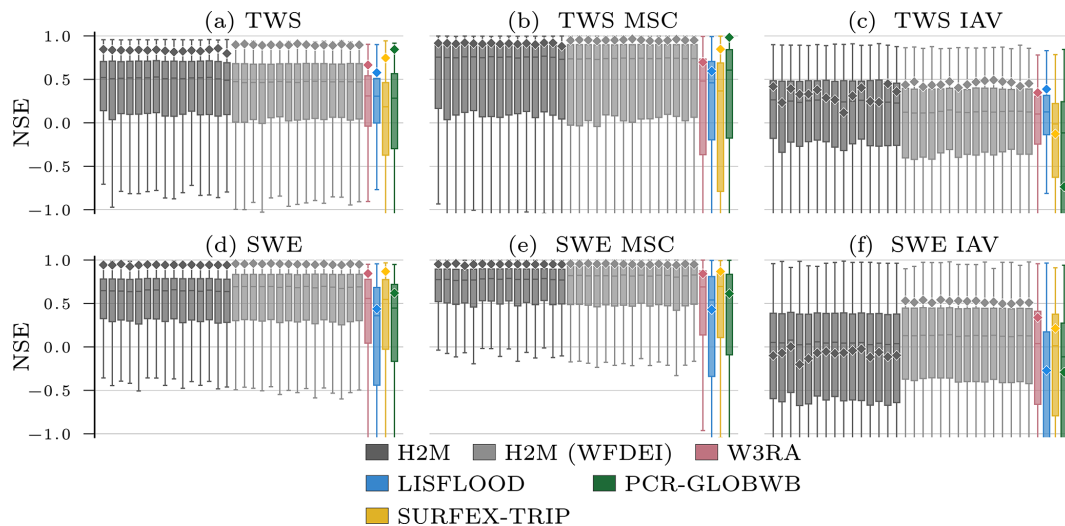 (a) TWS
(b) TWS MSC
(c) TWS IAV
1.0
0.5
0.0
−0.5
−1.0
NSE
(d) SWE
(e) SWE MSC
(f) SWE IAV
1.0
0.5
0.0
−0.5
−1.0
NSE
H2M
H2M (WFDEI)
W3RA
LISFLOOD
PCR-GLOBWB
SURFEX-TRIP